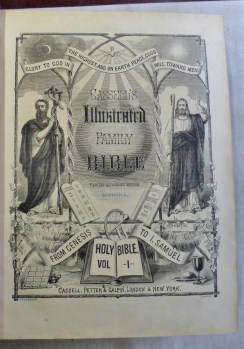 GLORY TO GOD IN THE HIGHEST, AND ON EARTH PEACE, GOOD WILL TOWARD MEN
CASSELL'S
Illustrated
FAMILY
BIBLE
FROM GENESIS TO I. SAMUEL
HOLY BIBLE
VOL -I-
CASSELL, PETTER & GALPIN, LONDON & NEW YORK.